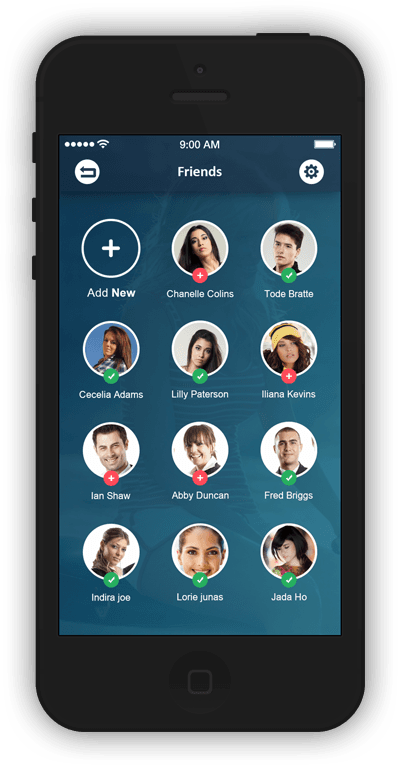 9:00 AM
Friends
Add New
Chanelle Colins
Tode Bratte
Cecelia Adams
Lilly Paterson
Iliana Kevins
Ian Shaw
Abby Duncan
Fred Briggs
Indira joe
Lorie junas
Jada Ho